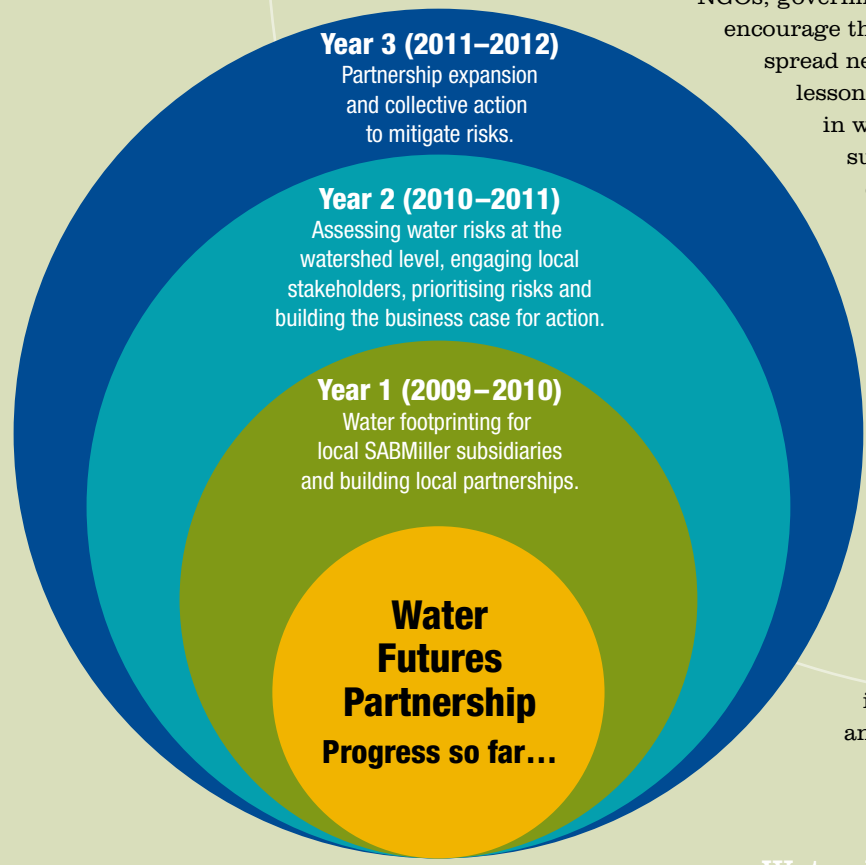 NGOs, governm
encourage th
spread ne
lesson
in w
su
Year 3 (2011–2012)
Partnership expansion
and collective action
to mitigate risks.
Year 2 (2010–2011)
Assessing water risks at the
watershed level, engaging local
stakeholders, prioritising risks and
building the business case for action.
Year 1 (2009–2010)
Water footprinting for
local SABMiller subsidiaries
and building local partnerships.
Water
Futures
Partnership
Progress so far…
an